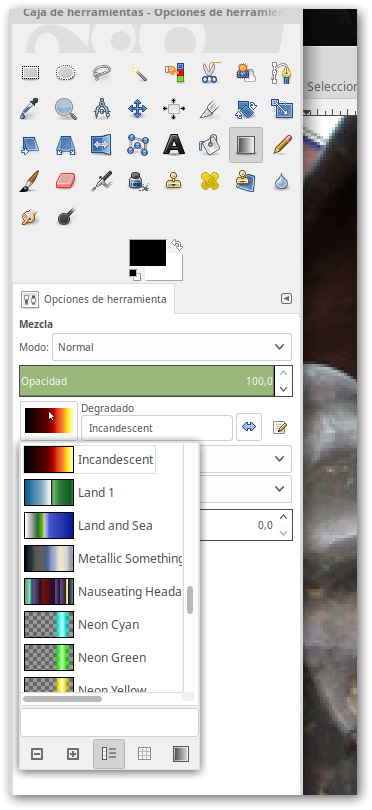 Caja de herramientas - Opciones de herramien
Seleccion
Opciones de herramienta
Mezcla
Modo: Normal
Opacidad 100,0
Degradado
Incandescent
Incandescent
Land 1
Land and Sea
0,0
Metallic Something
Nauseating Heada
Neon Cyan
Neon Green
Neon Yellow